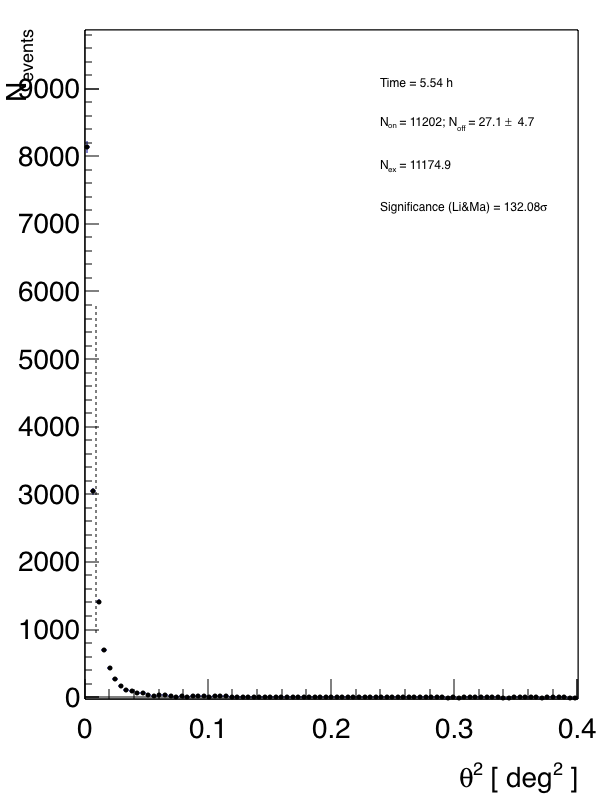 N_events
9000
8000
7000
6000
5000
4000
3000
2000
1000
0
Time = 5.54 h
N_on = 11202; N_off = 27.1 ± 4.7
N_ex = 11174.9
Significance (Li&Ma) = 132.08σ
0 0.1 0.2 0.3 0.4
θ² [ deg² ]